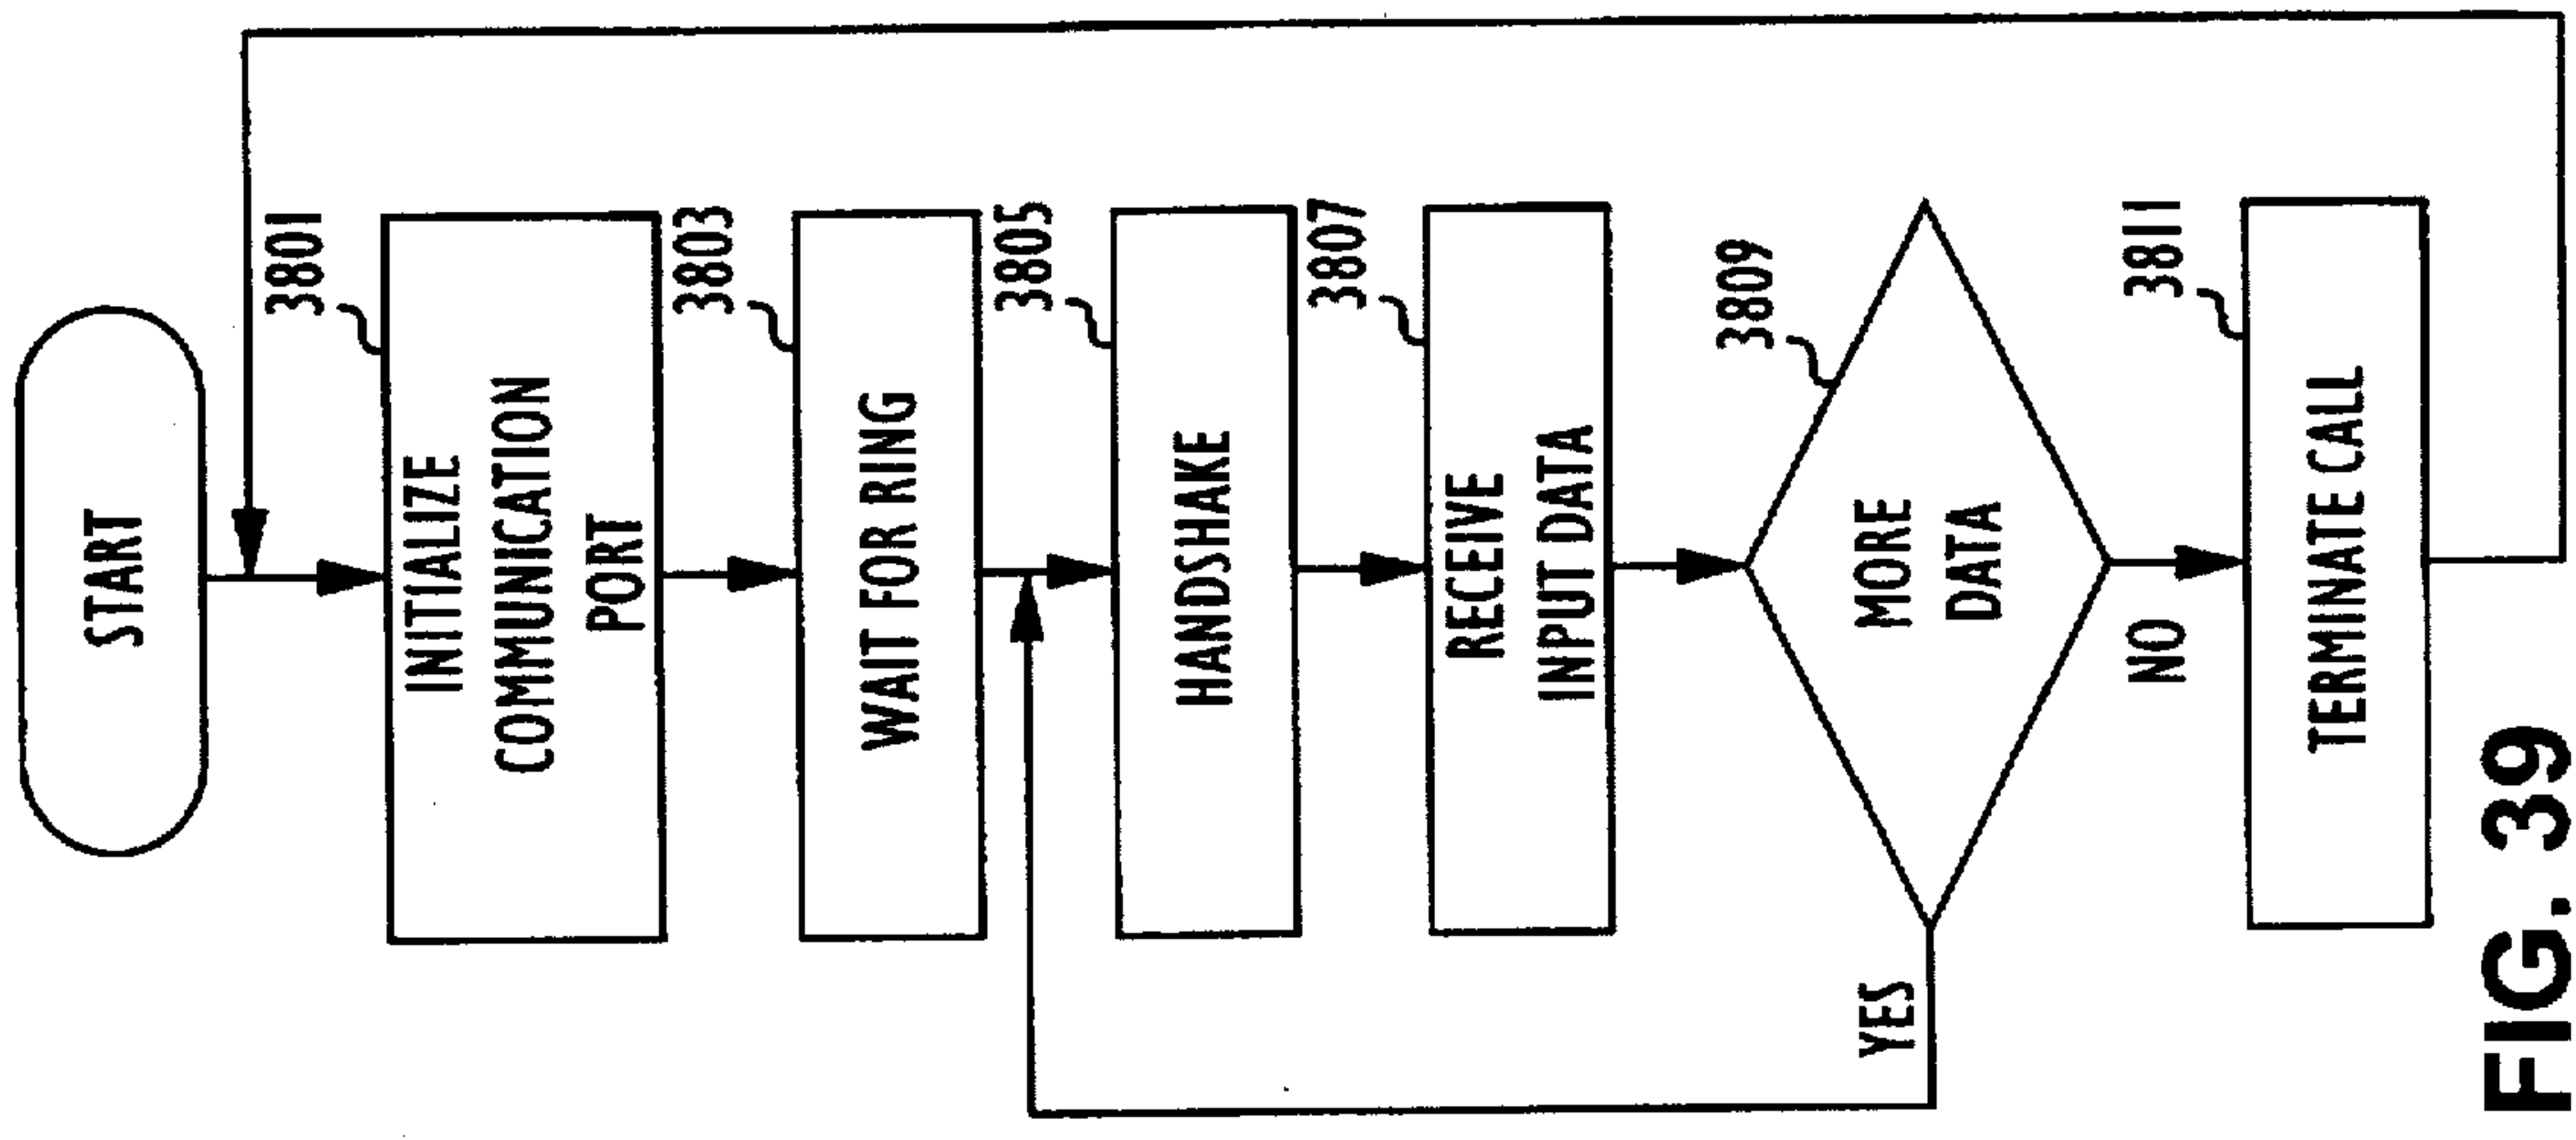 START
3801
INITIALIZE
COMMUNICATION
PORT
3803
WAIT FOR RING
3805
HANDSHAKE
3807
RECEIVE
INPUT DATA
3809
MORE
DATA
YES
NO
3811
TERMINATE CALL
FIG. 39